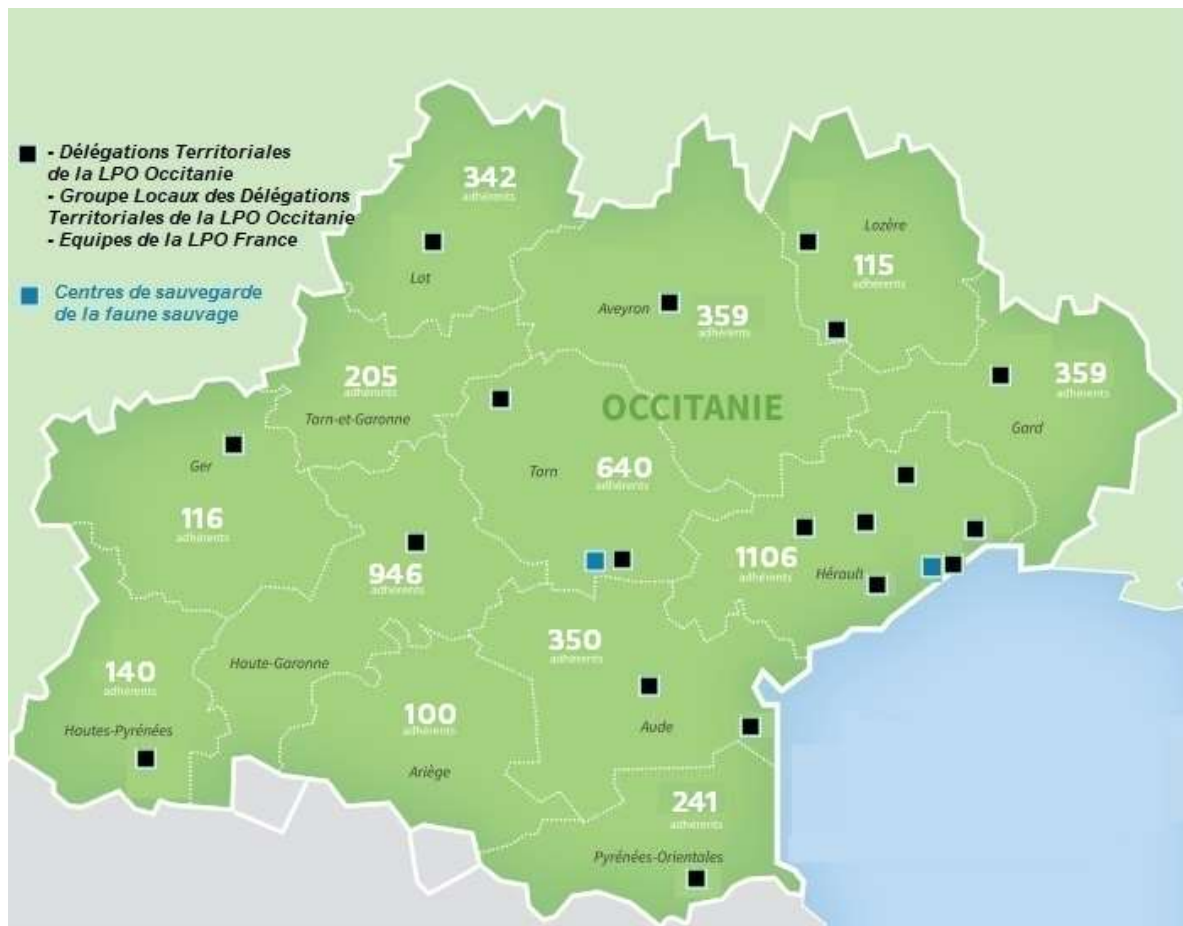 - Délégations Territoriales
de la LPO Occitanie
- Groupe Locaux des Délégations
Territoriales de la LPO Occitanie
- Equipes de la LPO France
Centres de sauvegarde
de la faune sauvage
342
adhérents
Lot
Lozère
115
adhérents
Aveyron
359
adhérents
205
adhérents
Tarn-et-Garonne
OCCITANIE
359
adhérents
Gard
Ger
116
adhérents
Tarn
640
adhérents
946
adhérents
1106
adhérents
Hérault
350
adhérents
Haute-Garonne
140
adhérents
Hautes-Pyrénées
100
adhérents
Ariège
Aude
241
adhérents
Pyrénées-Orientales